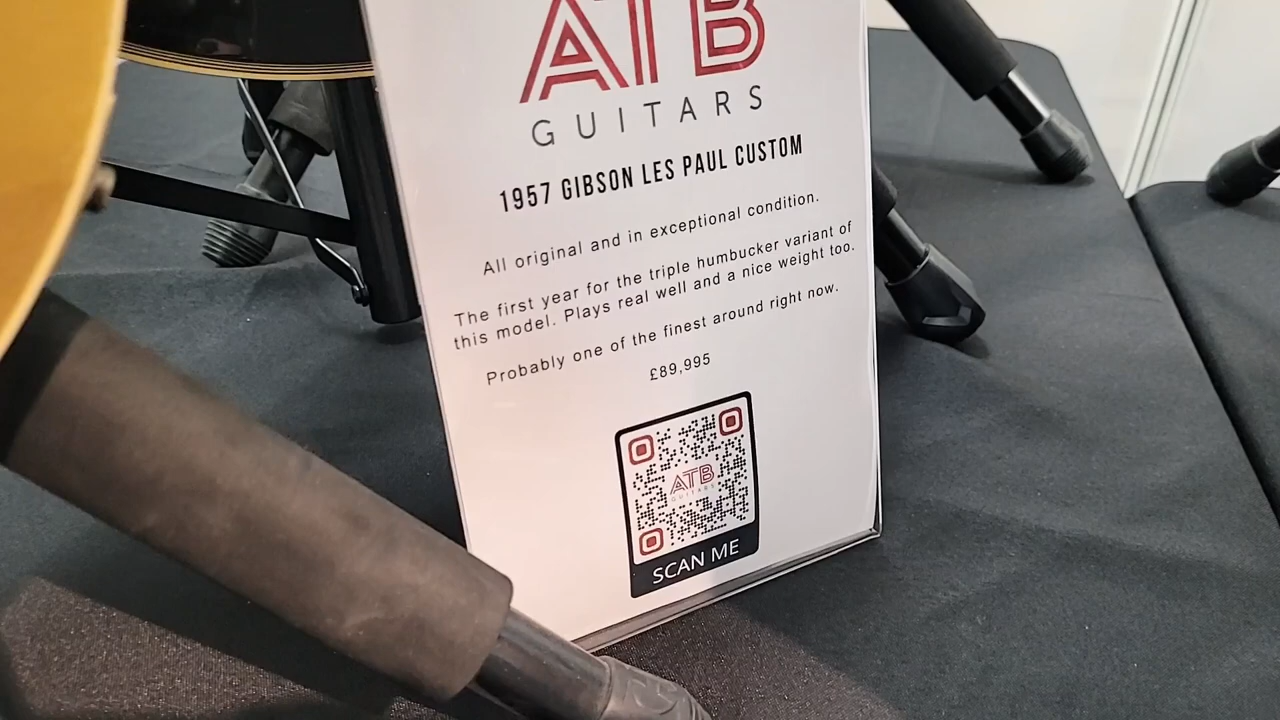 ATB
GUITARS
1957 GIBSON LES PAUL CUSTOM
All original and in exceptional condition.
The first year for the triple humbucker variant of
this model. Plays real well and a nice weight too.
Probably one of the finest around right now.
£89,995
ATB
GUITARS
SCAN ME